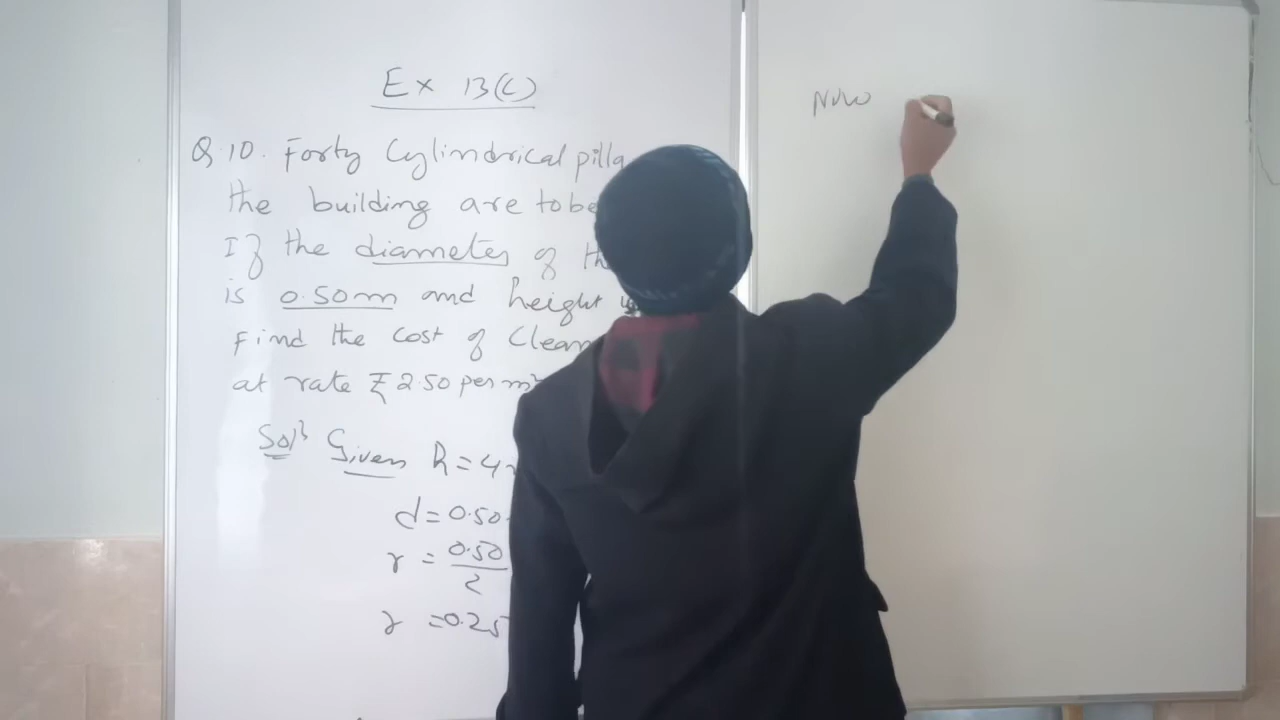 Ex 13(C)
Q.10. Forty Cylindrical pilla
the building are to be
If the diameter of th
is 0.50m and height
Find the cost of Clean
at rate ₹ 2.50 per m²
Solⁿ Given h = 4
d = 0.50
r = 0.50
2
r = 0.25
Now